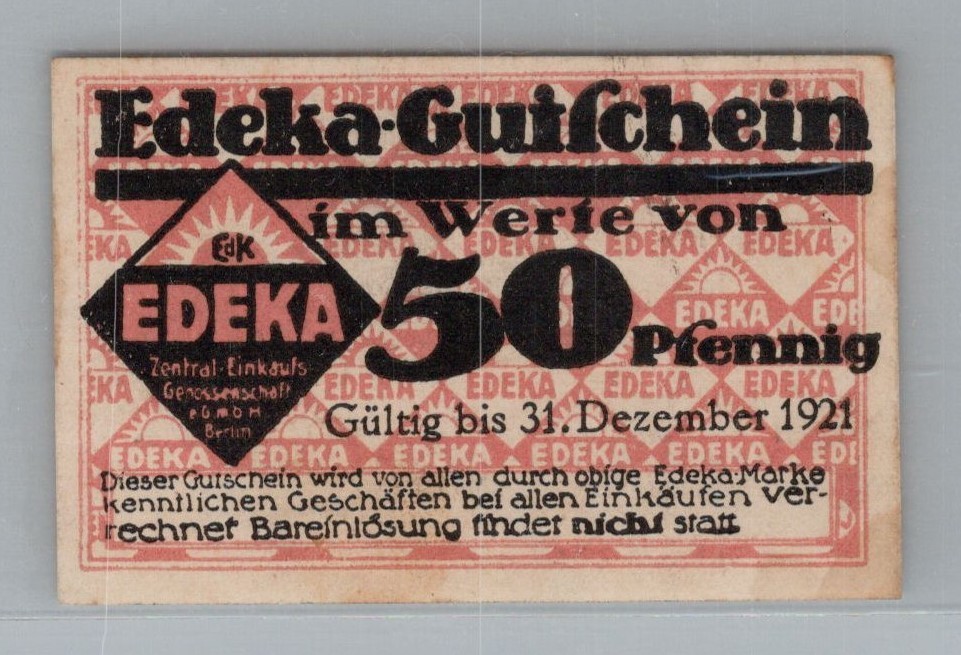 Edeka-Gutschein
im Werte von
50 Pfennig
EdK
EDEKA
Zentral-Einkaufs-
Genossenschaft
e.G.m.b.H
Berlin
Gültig bis 31. Dezember 1921
Dieser Gutschein wird von allen durch obige Edeka-Marke
kenntlichen Geschäften bei allen Einkäufen ver-
rechnet Bareinlösung findet nicht statt